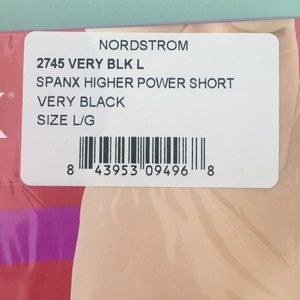 NORDSTROM
2745 VERY BLK L
SPANX HIGHER POWER SHORT
VERY BLACK
SIZE L/G
8 43953 09496 8
X®